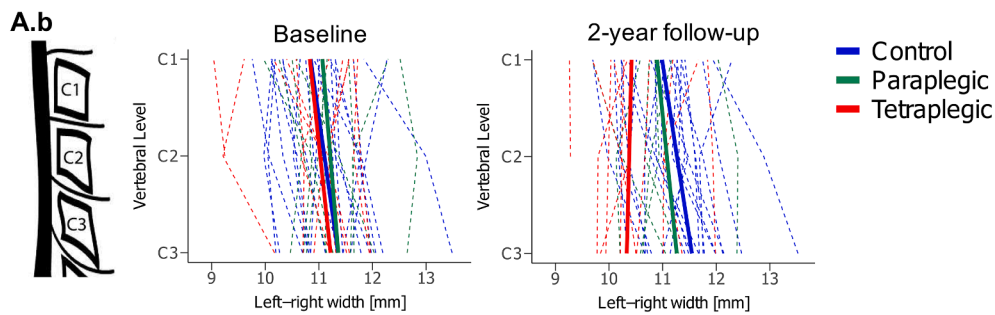 A.b
C1
C2
C3
Baseline
Vertebral Level
C1
C2
C3
9 10 11 12 13
Left–right width [mm]
2-year follow-up
Vertebral Level
C1
C2
C3
9 10 11 12 13
Left–right width [mm]
Control
Paraplegic
Tetraplegic